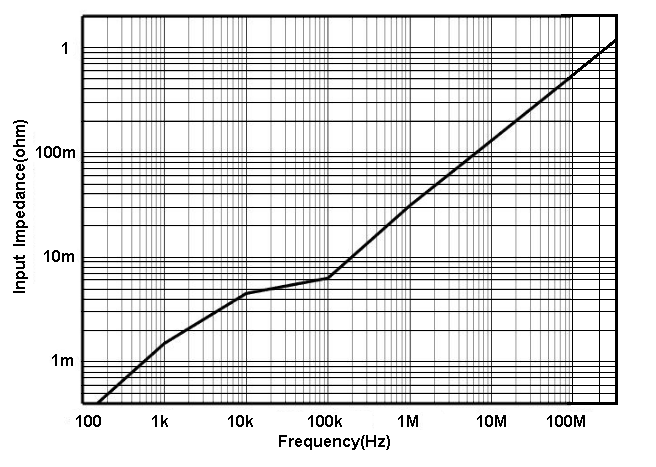 1
100m
10m
1m
Input Impedance(ohm)
100 1k 10k 100k 1M 10M 100M
Frequency(Hz)